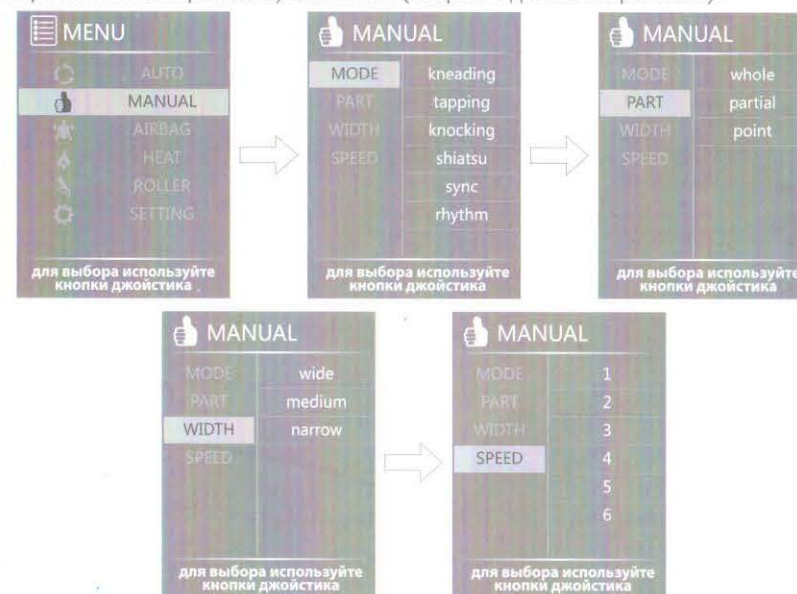 MENU
AUTO
MANUAL
AIRBAG
HEAT
ROLLER
SETTING
для выбора используйте
кнопки джойстика
MANUAL
MODE kneading
PART tapping
WIDTH knocking
SPEED shiatsu
sync
rhythm
для выбора используйте
кнопки джойстика
MANUAL
MODE whole
PART partial
WIDTH point
SPEED
для выбора используйте
кнопки джойстика
MANUAL
MODE wide
PART medium
WIDTH narrow
SPEED
для выбора используйте
кнопки джойстика
MANUAL
MODE 1
PART 2
WIDTH 3
SPEED 4
5
6
для выбора используйте
кнопки джойстика